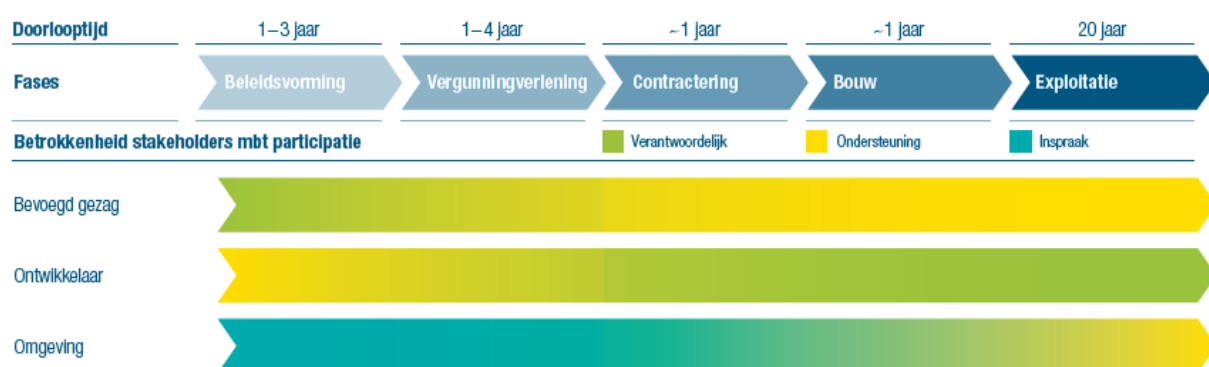 Doorlooptijd 1–3 jaar 1–4 jaar ~1 jaar ~1 jaar 20 jaar
Fases Beleidsvorming Vergunningverlening Contractering Bouw Exploitatie
Betrokkenheid stakeholders mbt participatie Verantwoordelijk Ondersteuning Inspraak
Bevoegd gezag
Ontwikkelaar
Omgeving